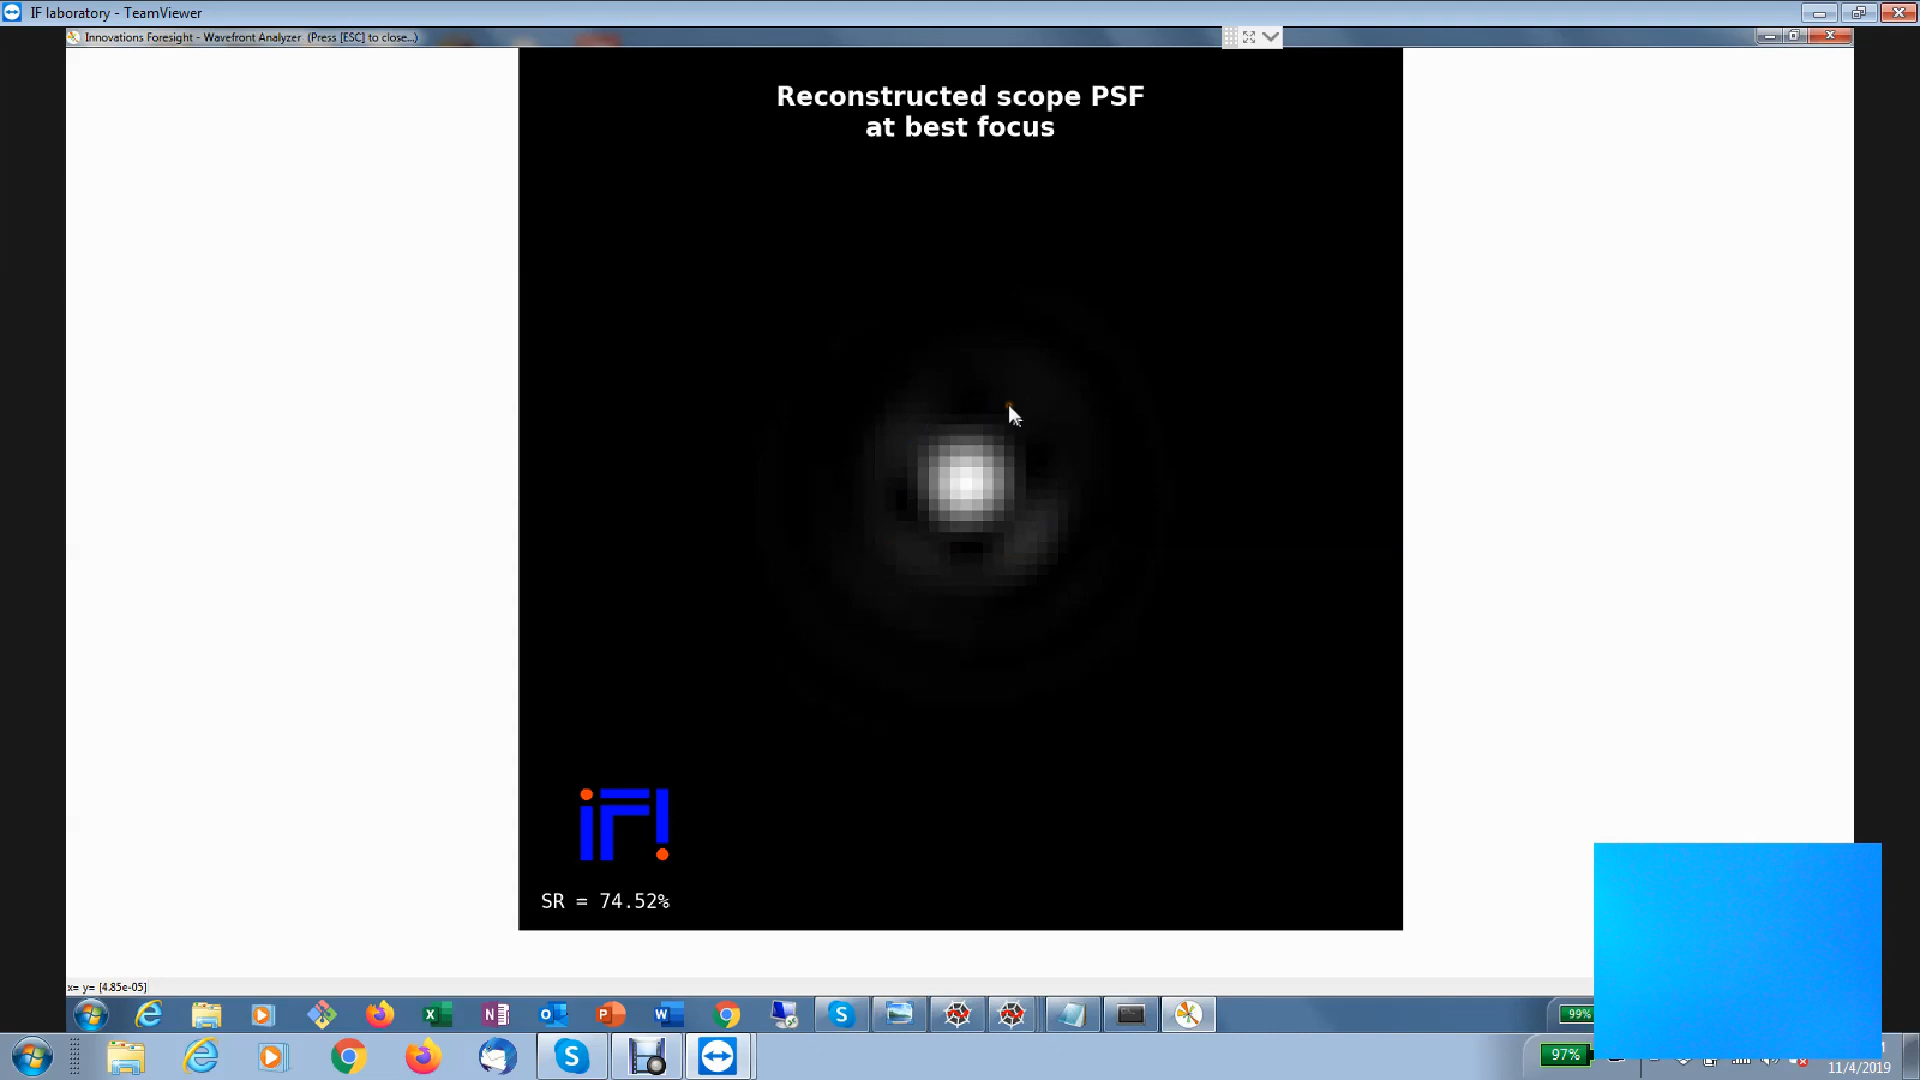 IF laboratory - TeamViewer
Innovations Foresight - Wavefront Analyzer (Press [ESC] to close...)
Reconstructed scope PSF
at best focus
iF!
SR = 74.52%
x= y= [4.85e-05]
99%
97%
11/4/2019